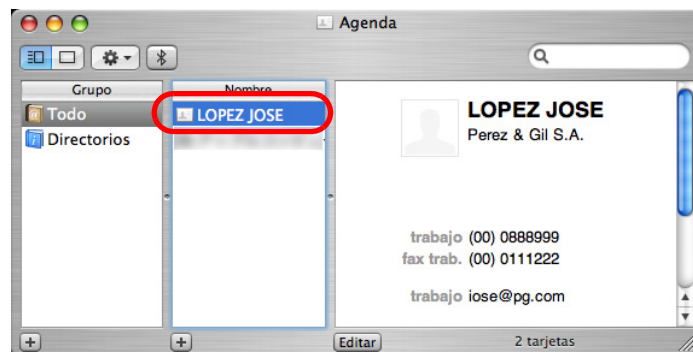 Agenda
Grupo
Nombre
Todo
Directorios
LOPEZ JOSE
LOPEZ JOSE
Perez & Gil S.A.
trabajo (00) 0888999
fax trab. (00) 0111222
trabajo iose@pg.com
Editar
2 tarjetas